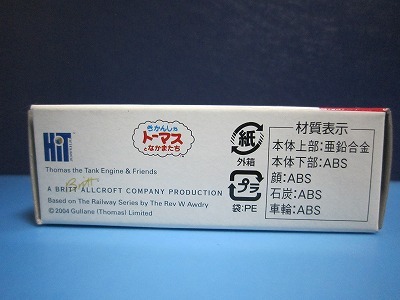 HiT
きかんしゃ
トーマス
となかまたち
Thomas the Tank Engine & Friends
Britt
A BRITT ALLCROFT COMPANY PRODUCTION
Based on The Railway Series by The Rev W Awdry
© 2004 Gullane (Thomas) Limited
紙
外箱
プラ
袋:PE
材質表示
本体上部:亜鉛合金
本体下部:ABS
顔:ABS
石炭:ABS
車輪:ABS